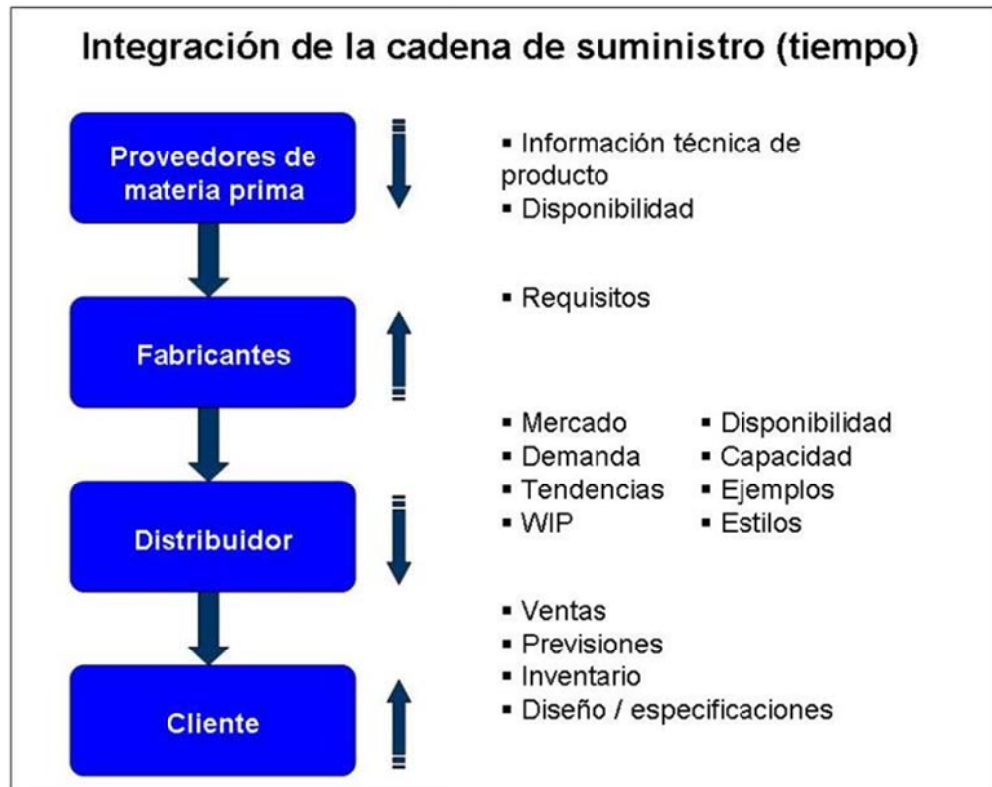 Integración de la cadena de suministro (tiempo)
Proveedores de
materia prima
▪ Información técnica de
producto
▪ Disponibilidad
Fabricantes
▪ Requisitos
▪ Mercado
▪ Demanda
▪ Tendencias
▪ WIP
▪ Disponibilidad
▪ Capacidad
▪ Ejemplos
▪ Estilos
Distribuidor
▪ Ventas
▪ Previsiones
▪ Inventario
▪ Diseño / especificaciones
Cliente